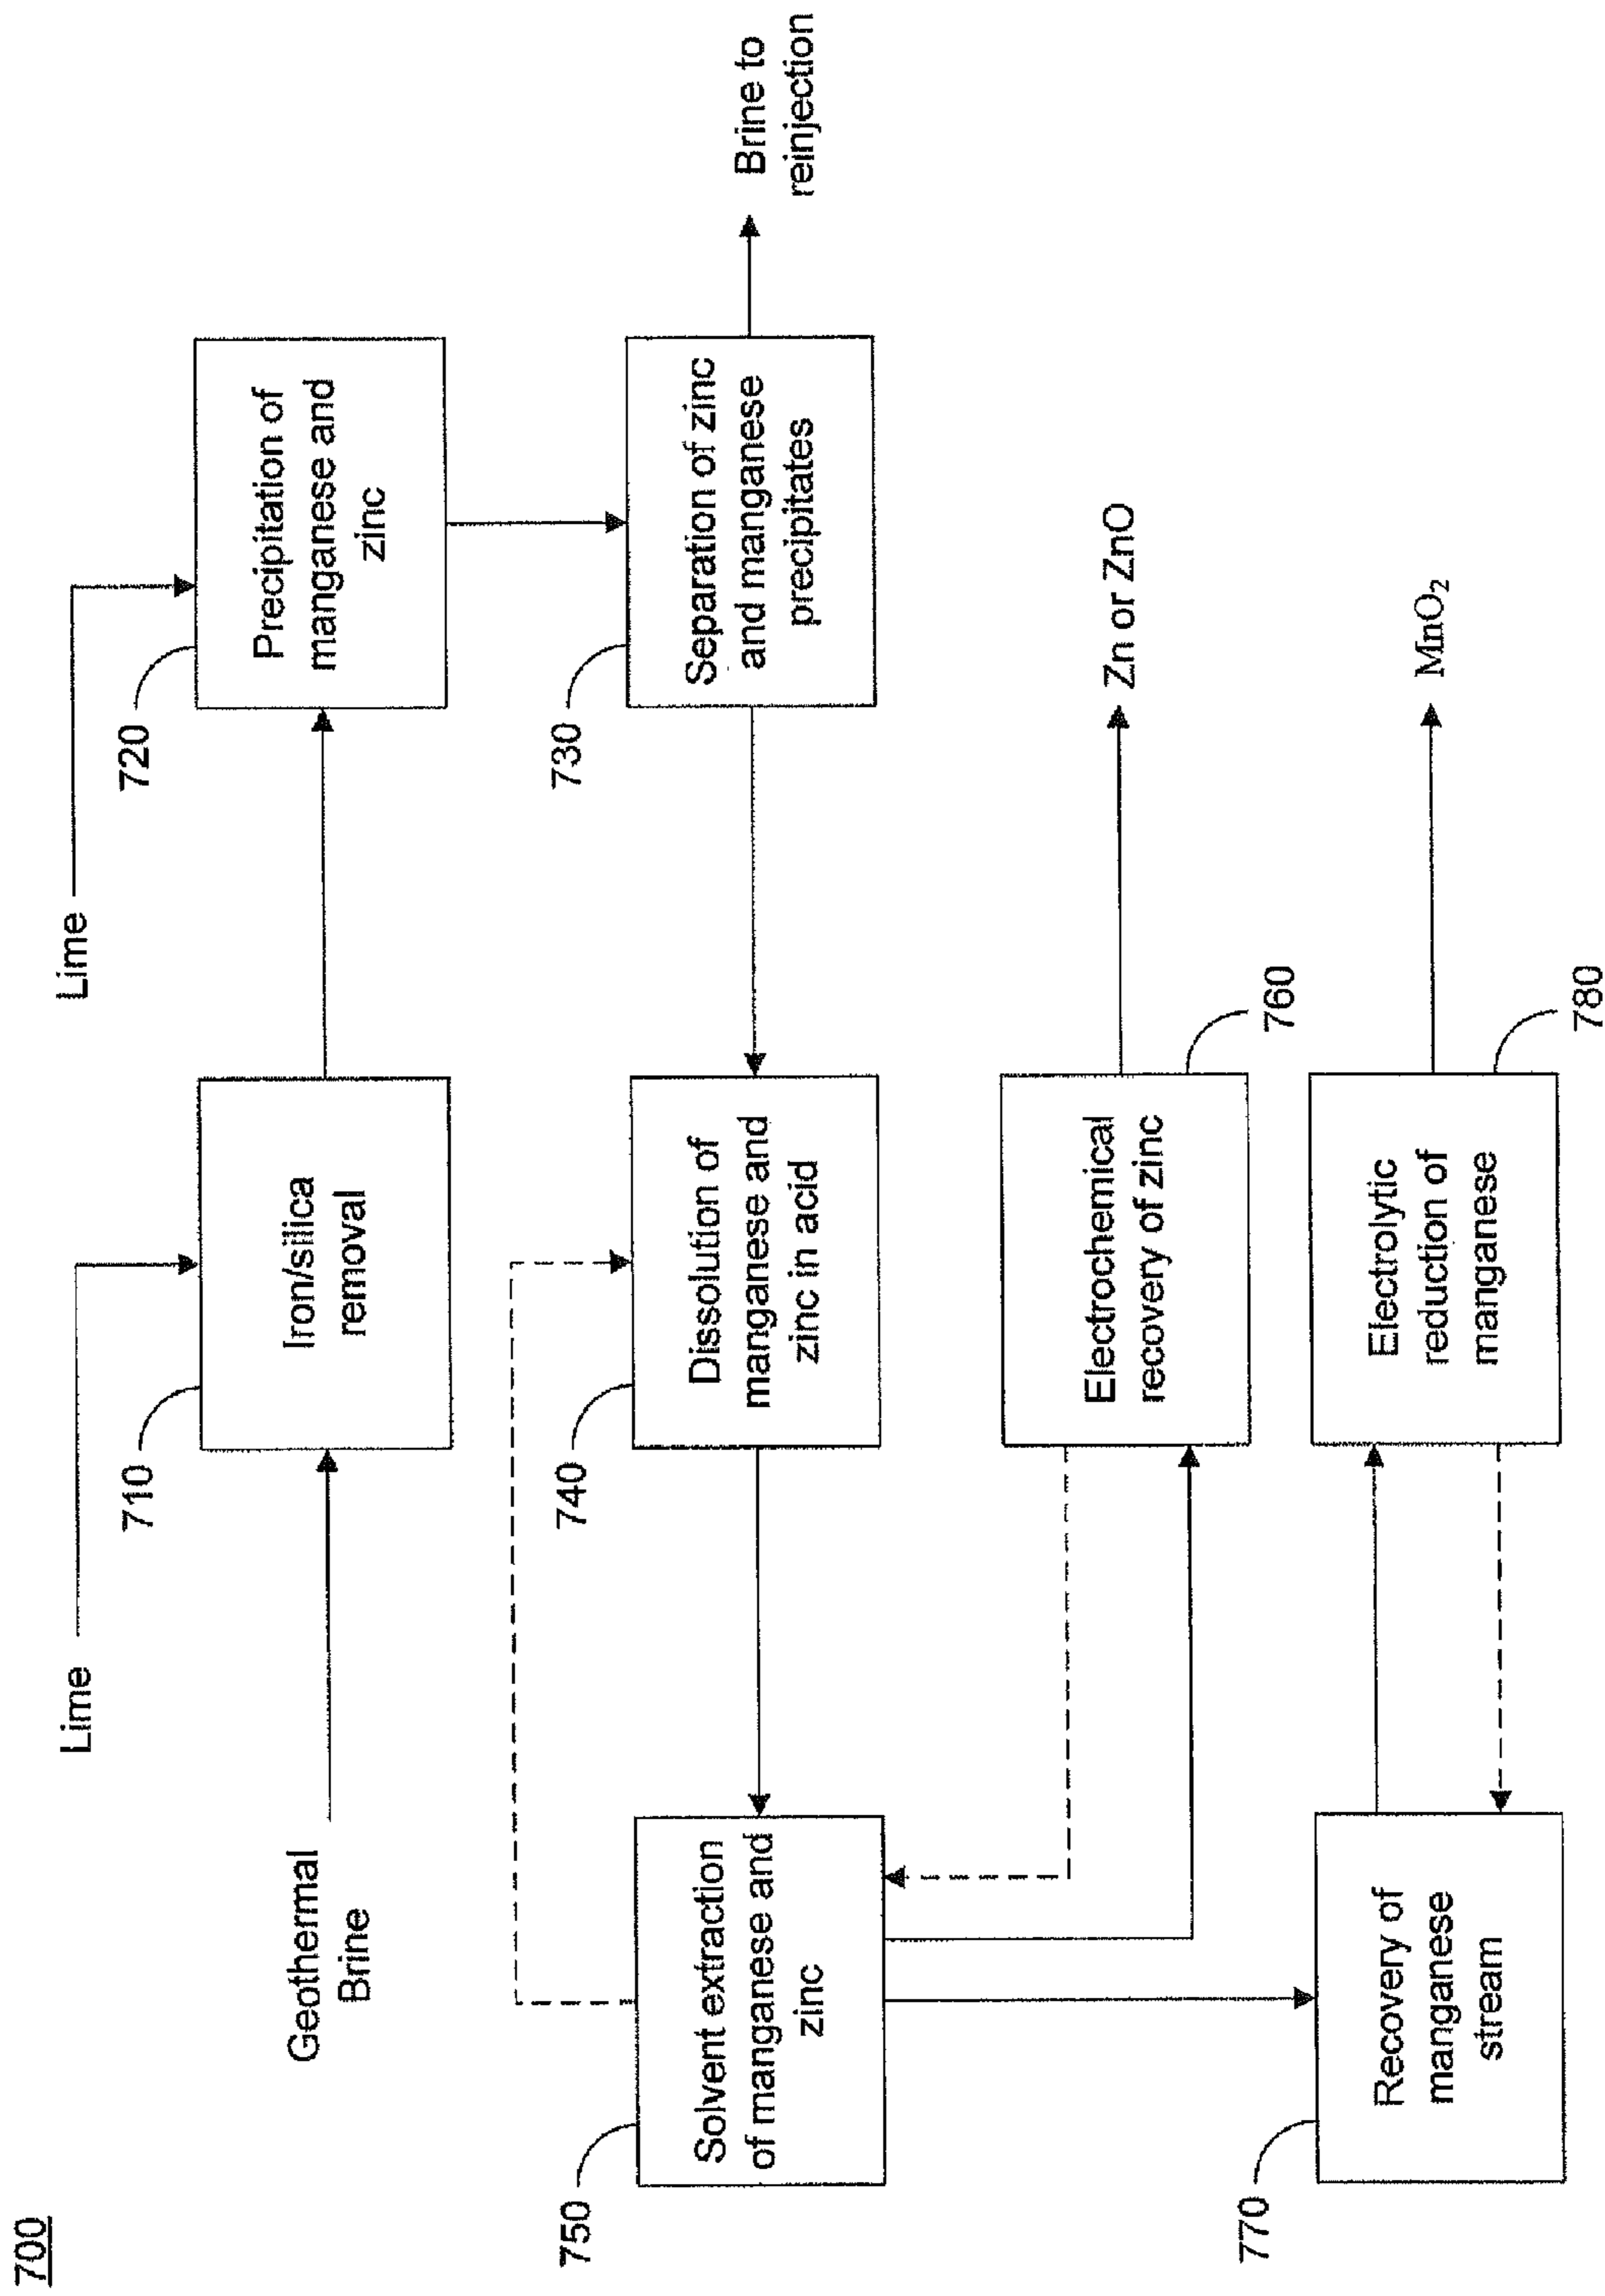 700
Lime
Lime
710
720
Geothermal
Brine
Iron/silica
removal
Precipitation of
manganese and
zinc
750
740
730
Solvent extraction
of manganese and
zinc
Dissolution of
manganese and
zinc in acid
Separation of zinc
and manganese
precipitates
Brine to
reinjection
Electrochemical
recovery of zinc
Zn or ZnO
760
770
Recovery of
manganese
stream
Electrolytic
reduction of
manganese
MnO₂
780